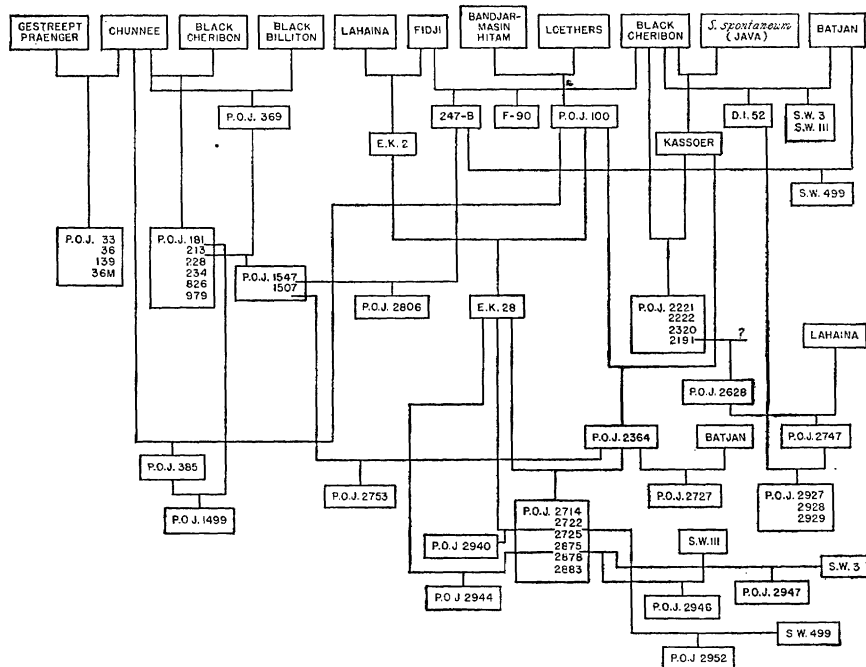 GESTREEPT
PRAENGER
CHUNNEE
BLACK
CHERIBON
BLACK
BILLITON
LAHAINA
FIDJI
BANDJAR-
MASIN
HITAM
LOETHERS
BLACK
CHERIBON
S. spontaneum
(JAVA)
BATJAN
P.O.J. 369
247-B
F-90
P.O.J. 100
D.I. 52
S.W. 3
S.W. III
E.K. 2
KASSOER
S.W. 499
P.O.J. 33
36
139
36M
P.O.J. 181
213
228
234
826
979
P.O.J. 1547
1507
P.O.J. 2806
E.K. 28
P.O.J. 2221
2222
2320
2191
?
LAHAINA
P.O.J. 2628
P.O.J. 385
P.O.J. 2364
BATJAN
P.O.J. 2747
P.O.J. 1499
P.O.J. 2753
P.O.J. 2727
P.O.J. 2927
2928
2929
P.O.J. 2714
2722
2725
2875
2878
2883
P.O.J 2940
S.W. III
S.W. 3
P.O.J 2944
P.O.J. 2946
P.O.J. 2947
S W. 499
P.O.J. 2952